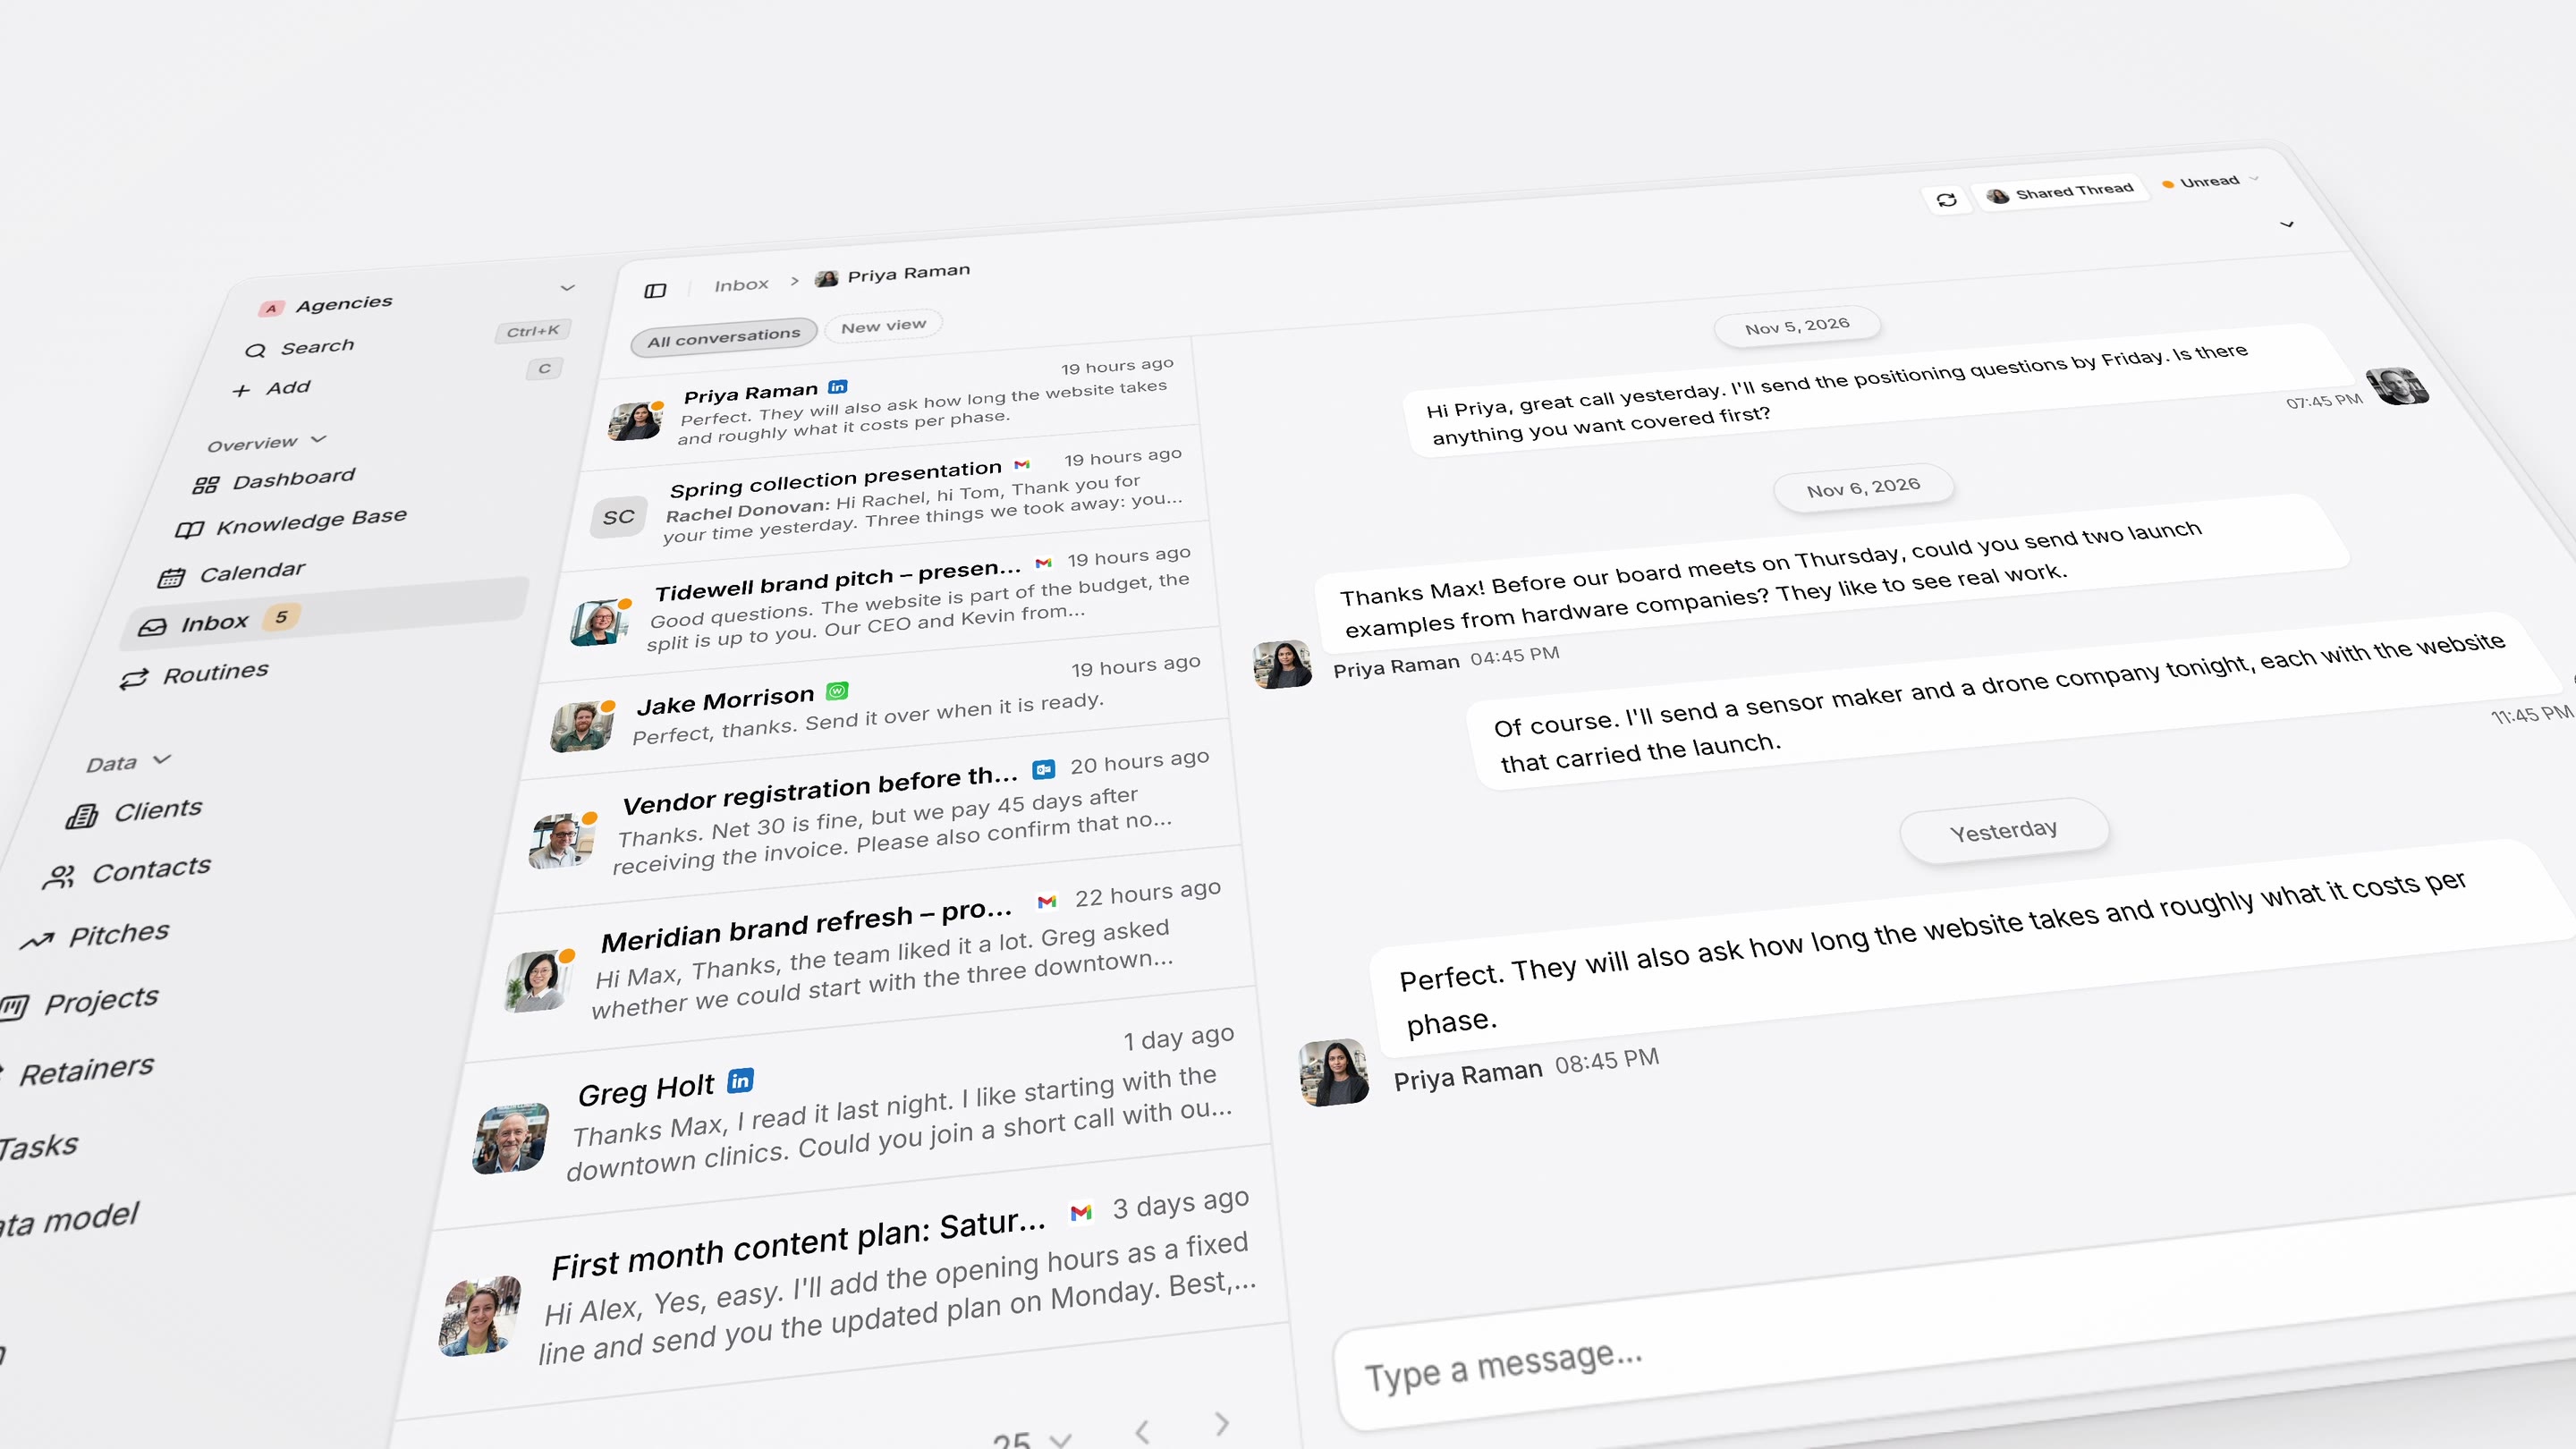 A Agencies
Search Ctrl+K
Add C
Overview
Dashboard
Knowledge Base
Calendar
Inbox 5
Routines
Data
Clients
Contacts
Pitches
Projects
Retainers
Tasks
model
Inbox > Priya Raman
Shared Thread
Unread
All conversations
New view
Priya Raman in 19 hours ago
Perfect. They will also ask how long the website takes
and roughly what it costs per phase.
SC
Spring collection presentation 19 hours ago
Rachel Donovan: Hi Rachel, hi Tom, Thank you for
your time yesterday. Three things we took away: you...
Tidewell brand pitch – presen... 19 hours ago
Good questions. The website is part of the budget, the
split is up to you. Our CEO and Kevin from...
Jake Morrison 19 hours ago
Perfect, thanks. Send it over when it is ready.
Vendor registration before th... 20 hours ago
Thanks. Net 30 is fine, but we pay 45 days after
receiving the invoice. Please also confirm that no...
Meridian brand refresh – pro... 22 hours ago
Hi Max, Thanks, the team liked it a lot. Greg asked
whether we could start with the three downtown...
Greg Holt in 1 day ago
Thanks Max, I read it last night. I like starting with the
downtown clinics. Could you join a short call with ou...
First month content plan: Satur... 3 days ago
Hi Alex, Yes, easy. I'll add the opening hours as a fixed
line and send you the updated plan on Monday. Best,...
25
Nov 5, 2026
Hi Priya, great call yesterday. I'll send the positioning questions by Friday. Is there
anything you want covered first?
07:45 PM
Nov 6, 2026
Thanks Max! Before our board meets on Thursday, could you send two launch
examples from hardware companies? They like to see real work.
Priya Raman 04:45 PM
Of course. I'll send a sensor maker and a drone company tonight, each with the website
that carried the launch.
11:45 PM
Yesterday
Perfect. They will also ask how long the website takes and roughly what it costs per
phase.
Priya Raman 08:45 PM
Type a message...